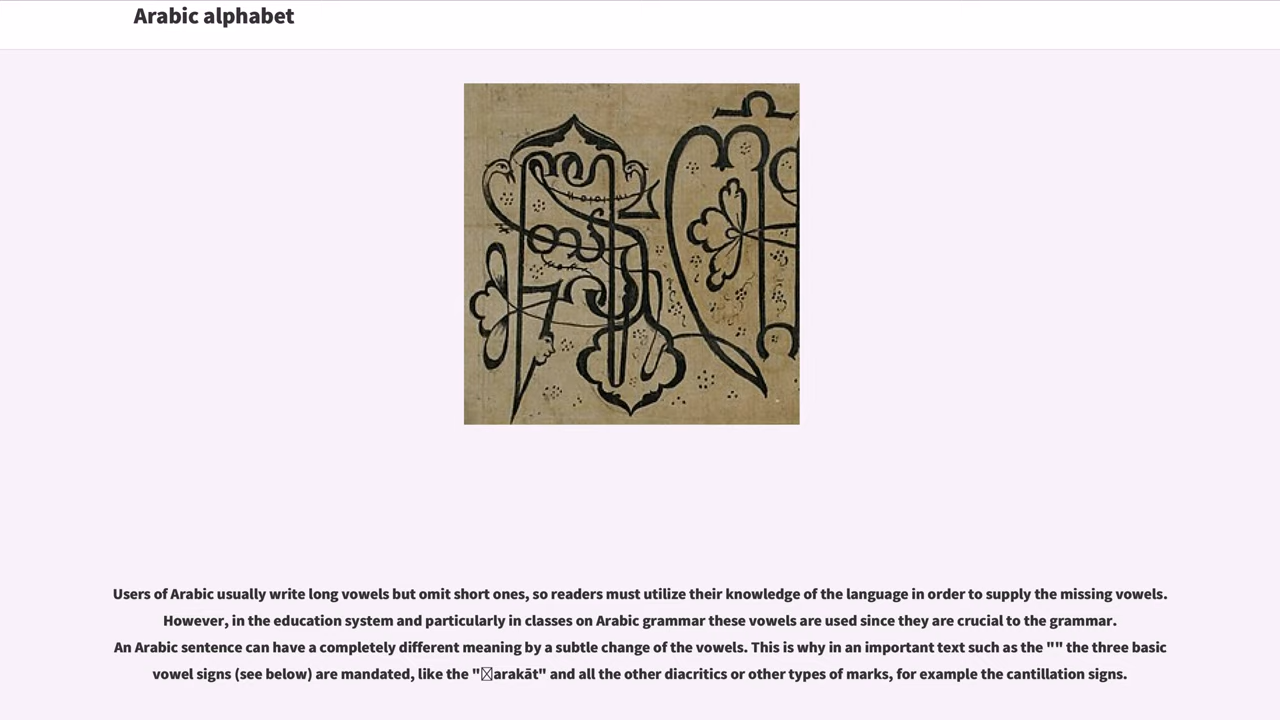 Arabic alphabet
Users of Arabic usually write long vowels but omit short ones, so readers must utilize their knowledge of the language in order to supply the missing vowels.
However, in the education system and particularly in classes on Arabic grammar these vowels are used since they are crucial to the grammar.
An Arabic sentence can have a completely different meaning by a subtle change of the vowels. This is why in an important text such as the "" the three basic
vowel signs (see below) are mandated, like the "arakāt" and all the other diacritics or other types of marks, for example the cantillation signs.